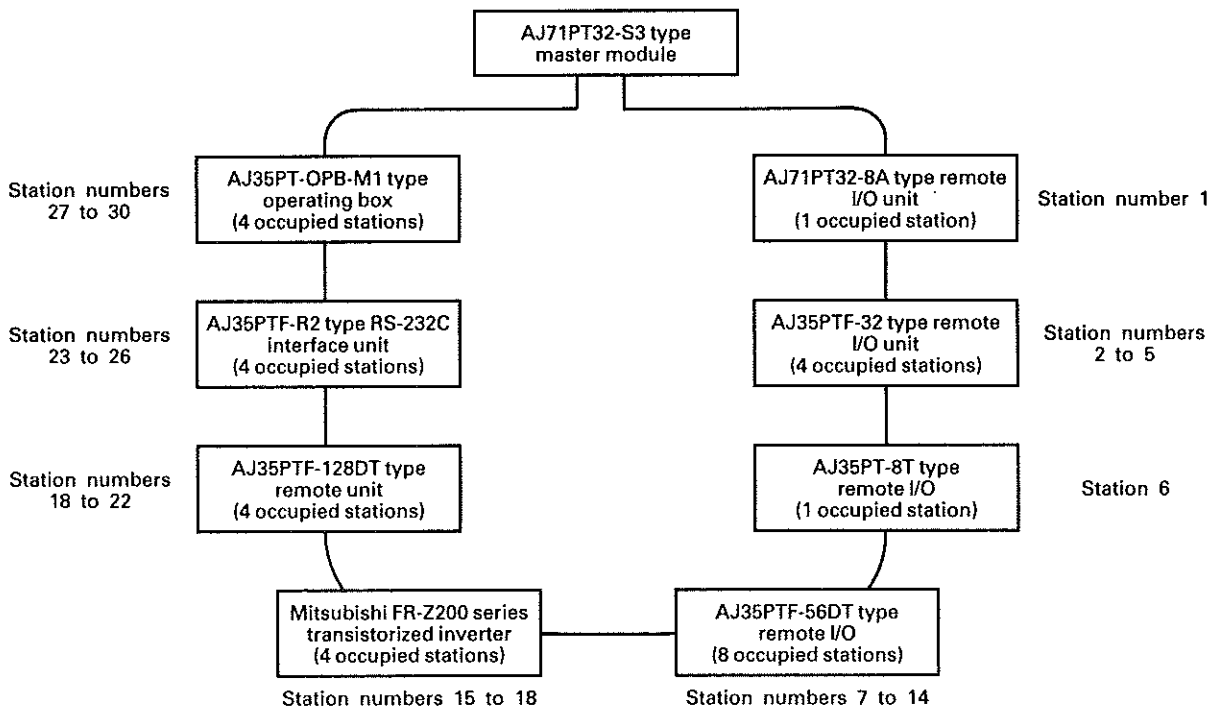 AJ71PT32-S3 type
master module
Station numbers
27 to 30
AJ35PT-OPB-M1 type
operating box
(4 occupied stations)
AJ71PT32-8A type remote
I/O unit
(1 occupied station)
Station number 1
Station numbers
23 to 26
AJ35PTF-R2 type RS-232C
interface unit
(4 occupied stations)
AJ35PTF-32 type remote
I/O unit
(4 occupied stations)
Station numbers
2 to 5
Station numbers
18 to 22
AJ35PTF-128DT type
remote unit
(4 occupied stations)
AJ35PT-8T type
remote I/O
(1 occupied station)
Station 6
Mitsubishi FR-Z200 series
transistorized inverter
(4 occupied stations)
Station numbers 15 to 18
AJ35PTF-56DT type
remote I/O
(8 occupied stations)
Station numbers 7 to 14